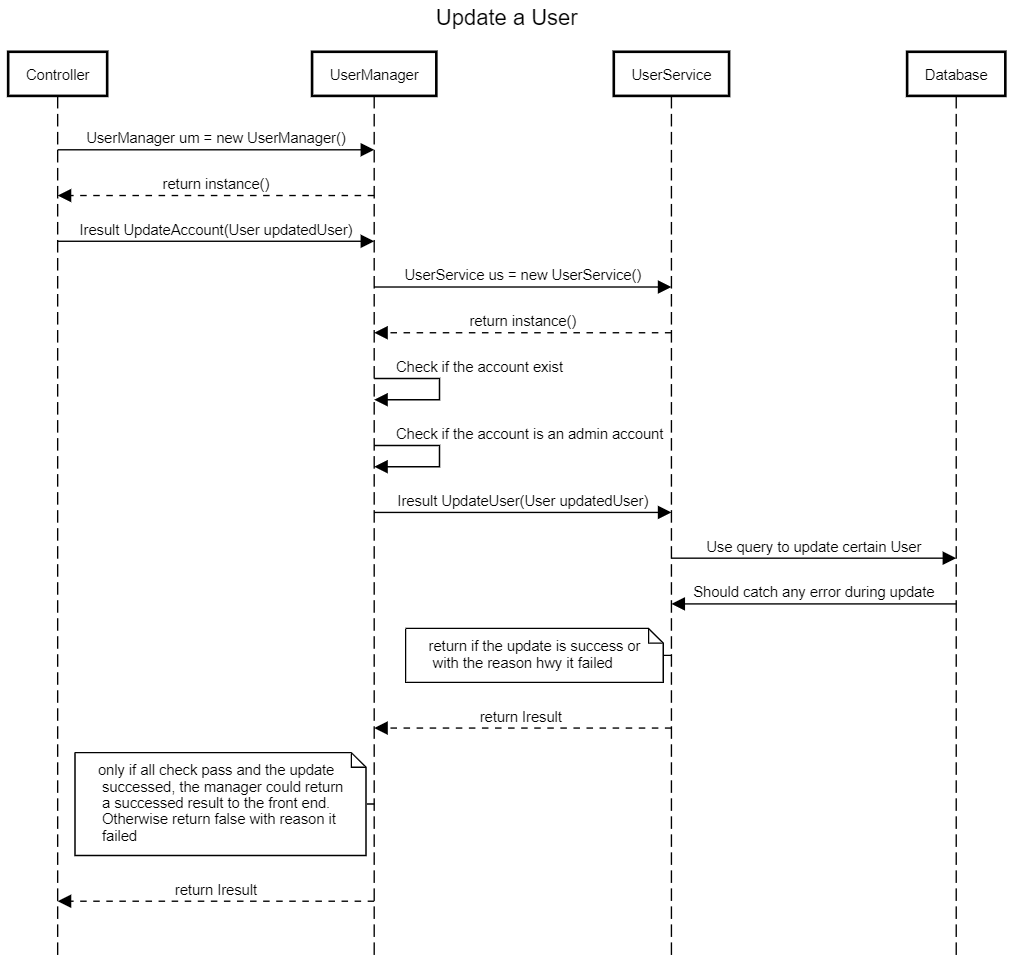 Update a User
Controller
UserManager
UserService
Database
UserManager um = new UserManager()
return instance()
Iresult UpdateAccount(User updatedUser)
UserService us = new UserService()
return instance()
Check if the account exist
Check if the account is an admin account
Iresult UpdateUser(User updatedUser)
Use query to update certain User
Should catch any error during update
return if the update is success or
with the reason hwy it failed
return Iresult
only if all check pass and the update
successed, the manager could return
a successed result to the front end.
Otherwise return false with reason it
failed
return Iresult